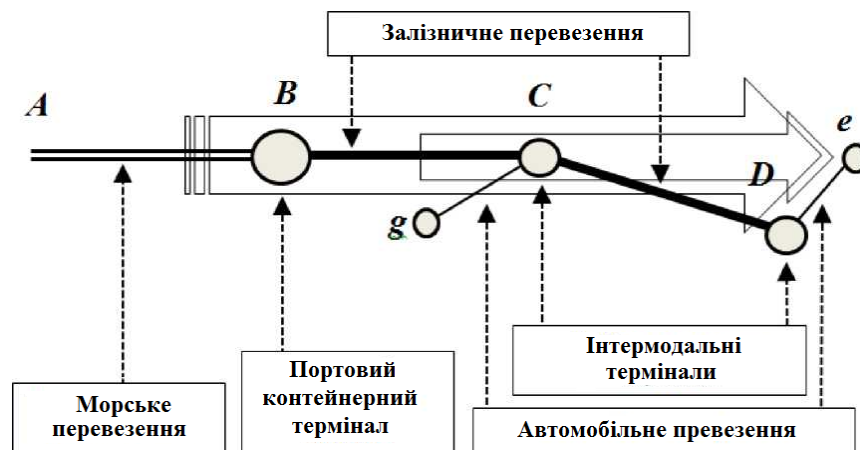 Залізничне перевезення
A
B
C
e
D
g
Інтермодальні
термінали
Портовий
контейнерний
термінал
Морське
перевезення
Автомобільне превезення